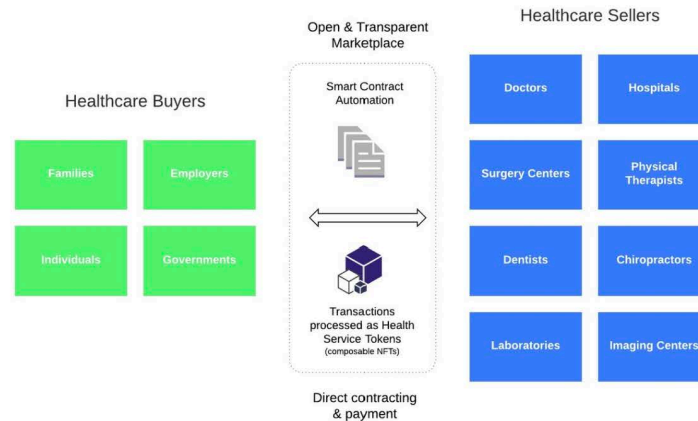 Healthcare Buyers
Families
Employers
Individuals
Governments
Open & Transparent
Marketplace
Smart Contract
Automation
Transactions
processed as Health
Service Tokens
(composable NFTs)
Direct contracting
& payment
Healthcare Sellers
Doctors
Hospitals
Surgery Centers
Physical
Therapists
Dentists
Chiropractors
Laboratories
Imaging Centers